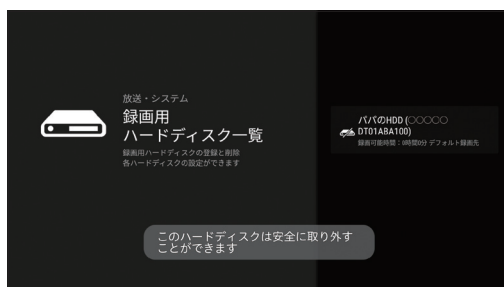 放送・システム
録画用
ハードディスク一覧
録画用ハードディスクの登録と削除
各ハードディスクの設定ができます
パパのHDD (○○○○○
DT01ABA100)
録画可能時間：0時間0分 デフォルト録画先
このハードディスクは安全に取り外す
ことができます